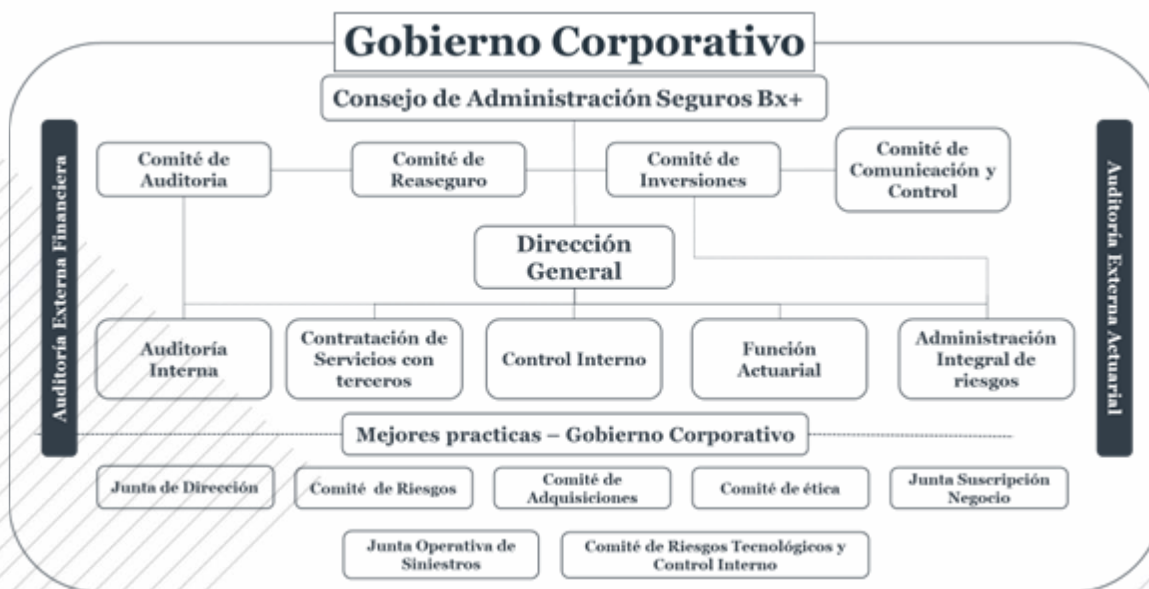 Gobierno Corporativo
Consejo de Administración Seguros Bx+
Auditoría Externa Financiera
Comité de
Auditoria
Comité de
Reaseguro
Comité de
Inversiones
Comité de
Comunicación y
Control
Auditoría Externa Actuarial
Dirección
General
Auditoría
Interna
Contratación de
Servicios con
terceros
Control Interno
Función
Actuarial
Administración
Integral de
riesgos
Mejores practicas – Gobierno Corporativo
Junta de Dirección
Comité de Riesgos
Comité de
Adquisiciones
Comité de ética
Junta Suscripción
Negocio
Junta Operativa de
Siniestros
Comité de Riesgos Tecnológicos y
Control Interno